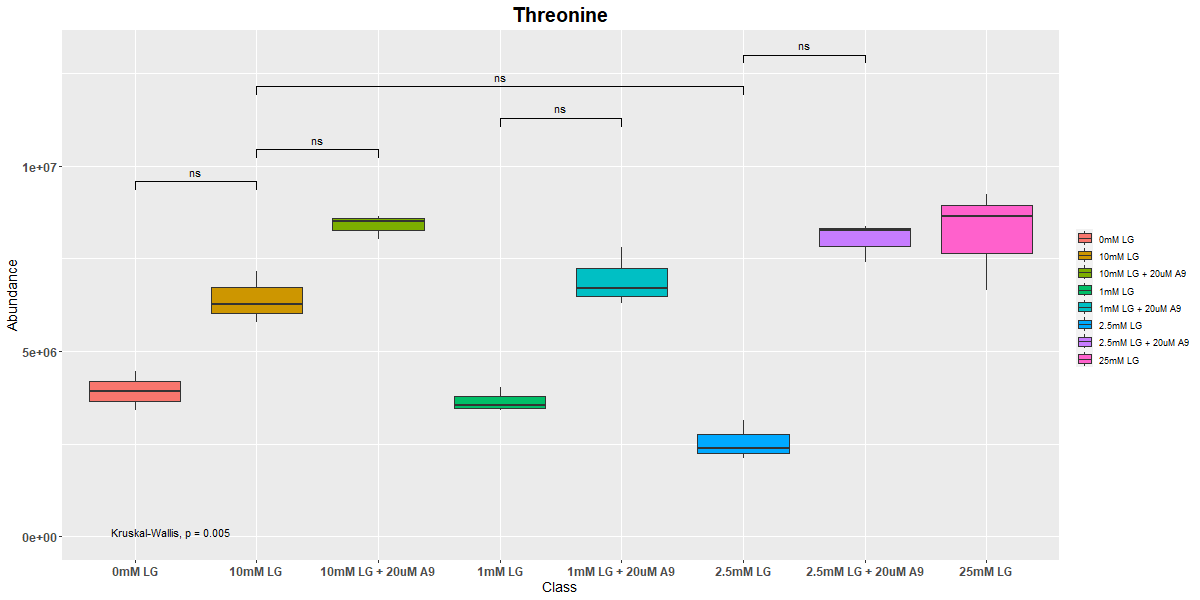 Threonine
ns
ns
ns
ns
ns
1e+07
5e+06
0e+00
Abundance
Kruskal-Wallis, p = 0.005
0mM LG
10mM LG
10mM LG + 20uM A9
1mM LG
1mM LG + 20uM A9
2.5mM LG
2.5mM LG + 20uM A9
25mM LG
Class
0mM LG
10mM LG
10mM LG + 20uM A9
1mM LG
1mM LG + 20uM A9
2.5mM LG
2.5mM LG + 20uM A9
25mM LG